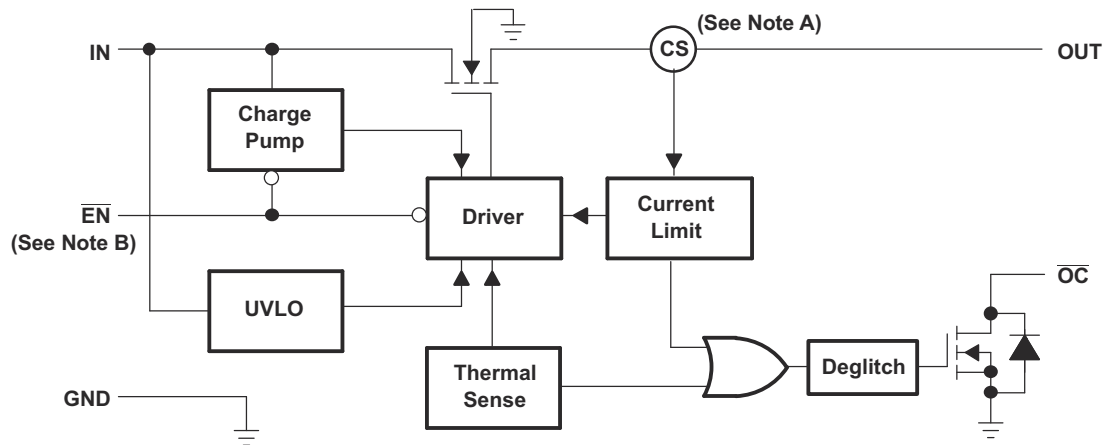 (See Note A)
IN
CS
OUT
Charge
Pump
EN
(See Note B)
Driver
Current
Limit
OC
UVLO
Thermal
Sense
Deglitch
GND